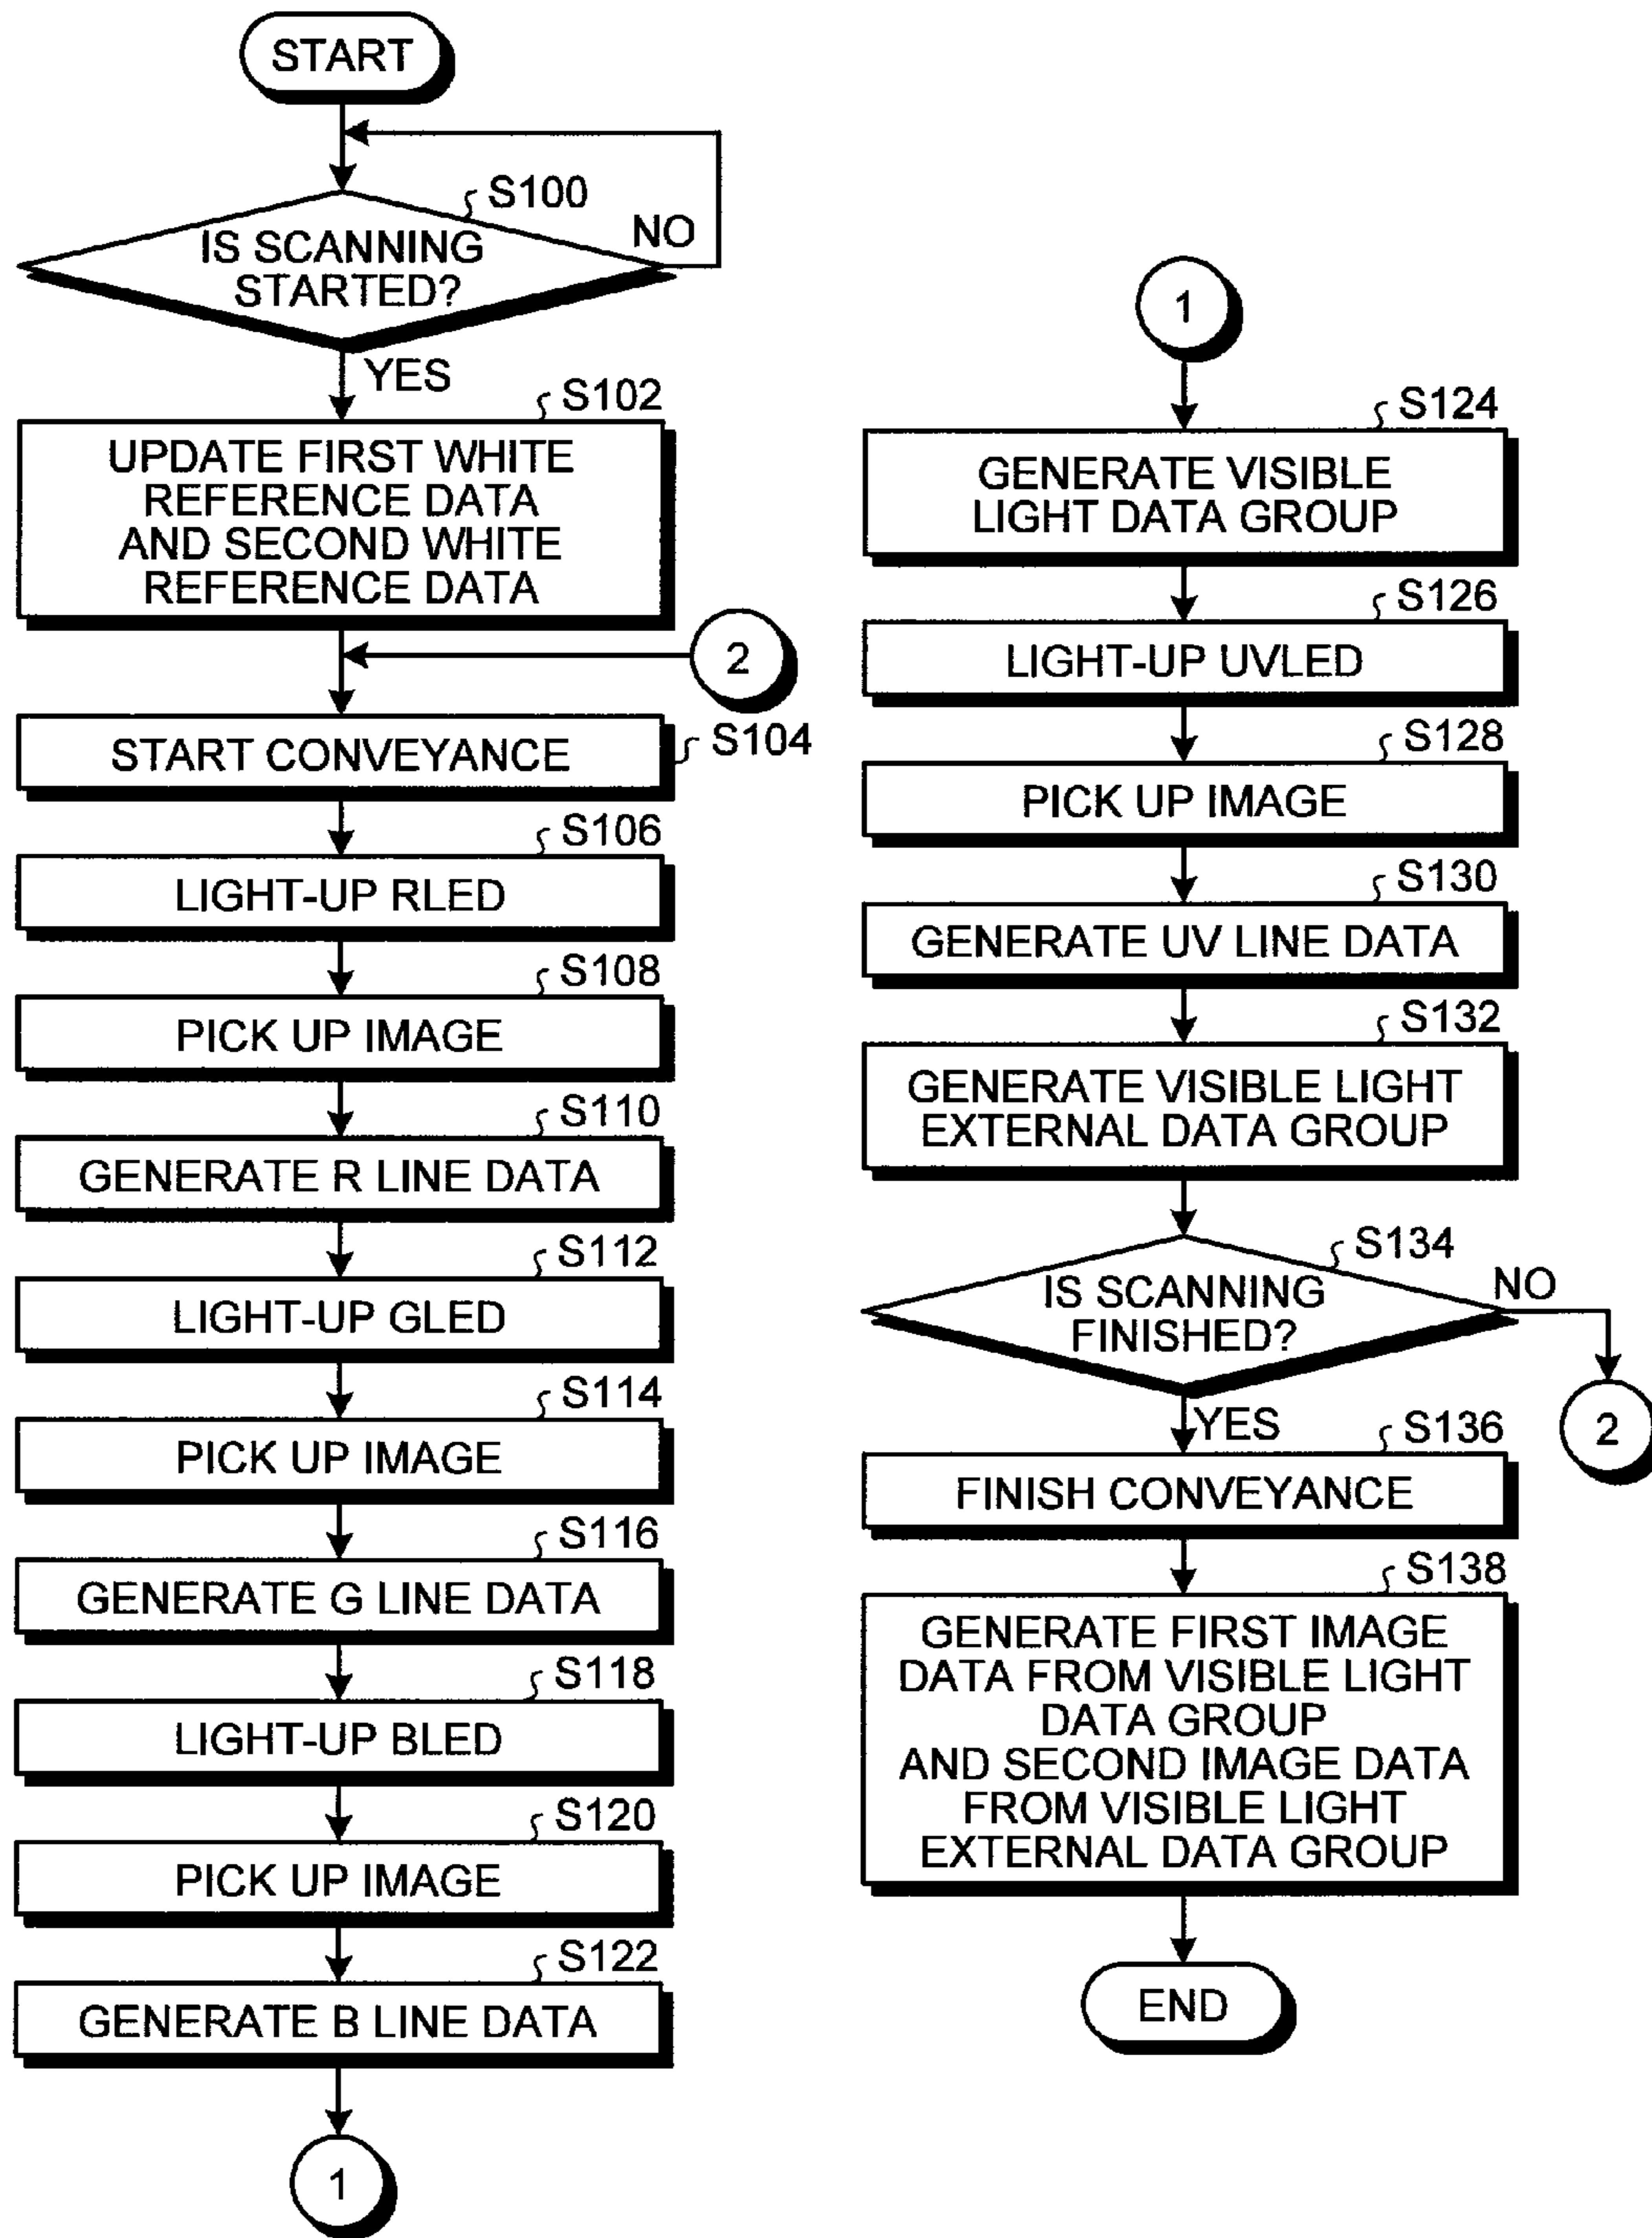 START
S100
IS SCANNING
STARTED?
NO
YES
S102
UPDATE FIRST WHITE
REFERENCE DATA
AND SECOND WHITE
REFERENCE DATA
2
START CONVEYANCE
S104
S106
LIGHT-UP RLED
S108
PICK UP IMAGE
S110
GENERATE R LINE DATA
S112
LIGHT-UP GLED
S114
PICK UP IMAGE
S116
GENERATE G LINE DATA
S118
LIGHT-UP BLED
S120
PICK UP IMAGE
S122
GENERATE B LINE DATA
1
1
S124
GENERATE VISIBLE
LIGHT DATA GROUP
S126
LIGHT-UP UVLED
S128
PICK UP IMAGE
S130
GENERATE UV LINE DATA
S132
GENERATE VISIBLE LIGHT
EXTERNAL DATA GROUP
S134
IS SCANNING
FINISHED?
NO
2
YES
S136
FINISH CONVEYANCE
S138
GENERATE FIRST IMAGE
DATA FROM VISIBLE LIGHT
DATA GROUP
AND SECOND IMAGE DATA
FROM VISIBLE LIGHT
EXTERNAL DATA GROUP
END